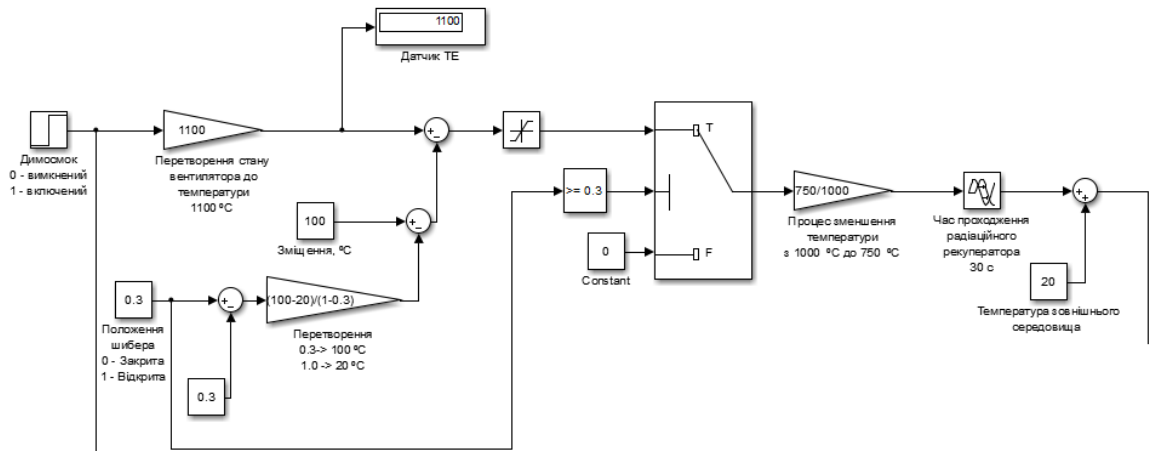 1100
Датчик ТЕ
Димосмок
0 - вимкнений
1 - включений
1100
Перетворення стану
вентилятора до
температури
1100 ºC
100
Зміщення, ºC
>= 0.3
0
Constant
T
F
750/1000
Процес зменшення
температури
з 1000 ºC до 750 ºC
Час проходження
радіаційного
рекуператора
30 с
20
Температура зовнішнього
середовища
0.3
Положення
шибера
0 - Закрита
1 - Відкрита
0.3
(100-20)/(1-0.3)
Перетворення
0.3-> 100 ºC
1.0 -> 20 ºC